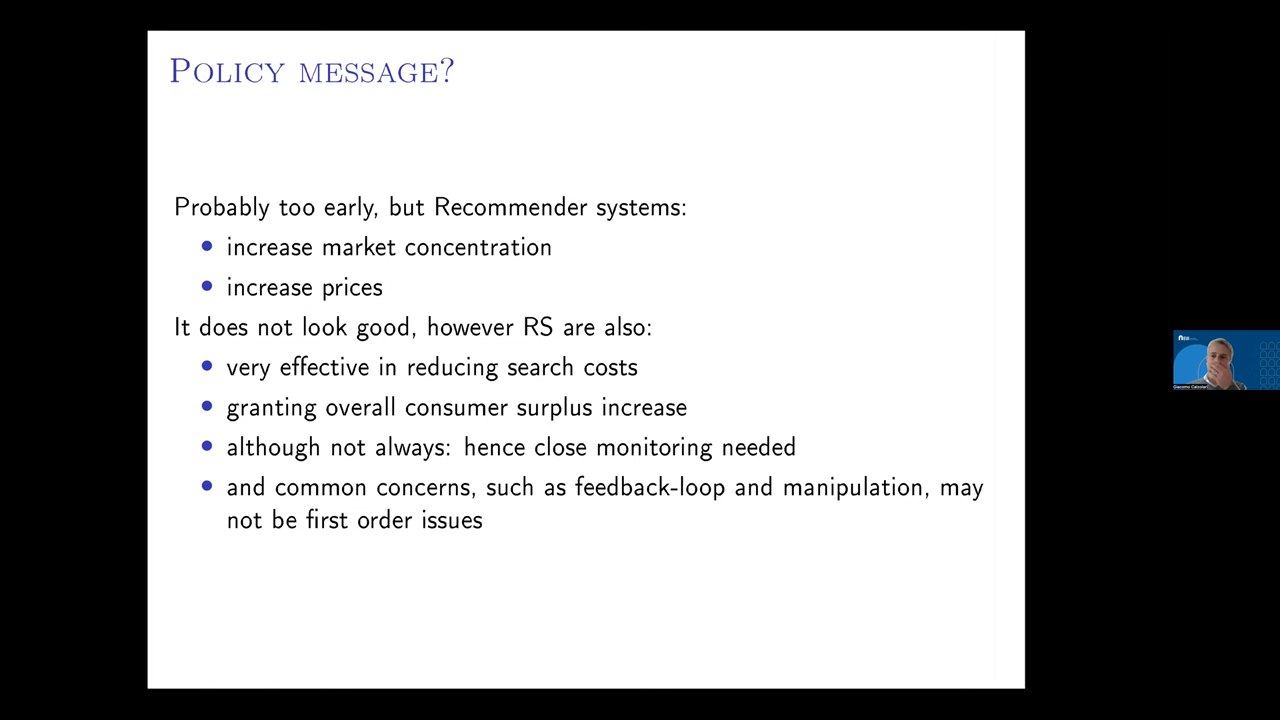 POLICY MESSAGE?
Probably too early, but Recommender systems:
• increase market concentration
• increase prices
It does not look good, however RS are also:
• very effective in reducing search costs
• granting overall consumer surplus increase
• although not always: hence close monitoring needed
• and common concerns, such as feedback-loop and manipulation, may
not be first order issues
Giacomo Calzolari